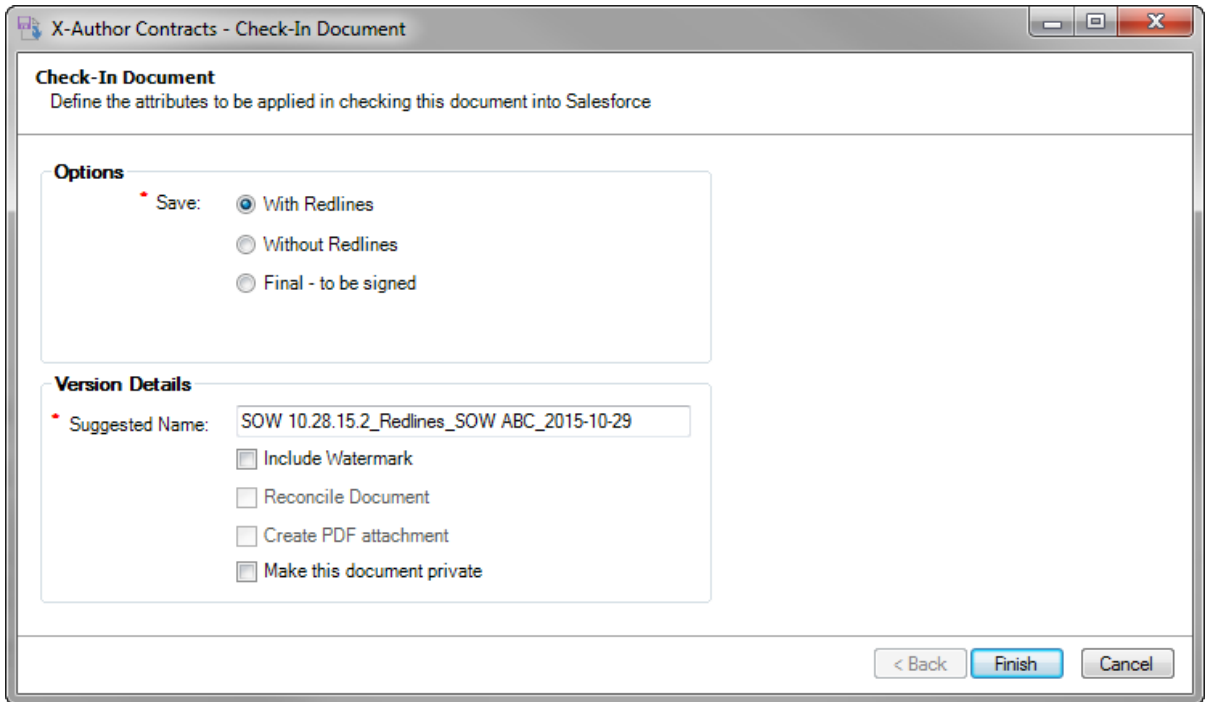 X-Author Contracts - Check-In Document
Check-In Document
Define the attributes to be applied in checking this document into Salesforce
Options
* Save:
With Redlines
Without Redlines
Final - to be signed
Version Details
* Suggested Name: SOW 10.28.15.2_Redlines_SOW ABC_2015-10-29
Include Watermark
Reconcile Document
Create PDF attachment
Make this document private
< Back Finish Cancel